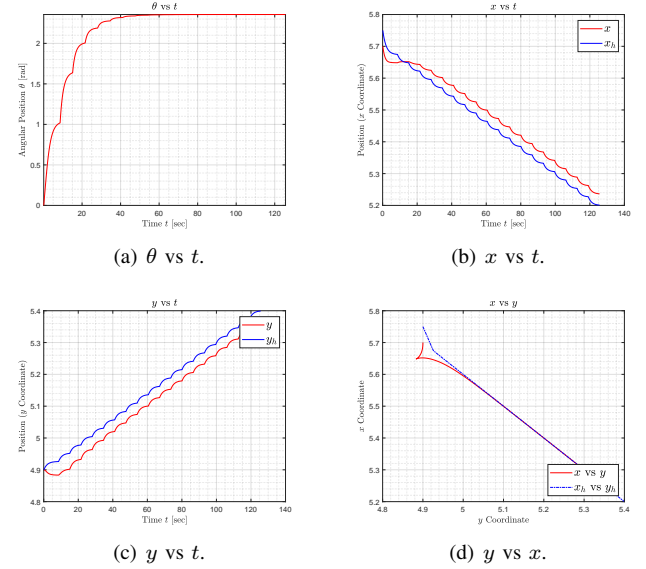 θ vs t
x vs t
Angular Position θ [rad]
0
0.5
1
1.5
2
20
40
60
80
100
120
Time t [sec]
Position (x Coordinate)
5.8
5.7
5.6
5.5
5.4
5.3
5.2
0
20
40
60
80
100
120
140
Time t [sec]
x
x_h
(a) θ vs t.
(b) x vs t.
y vs t
x vs y
Position (y Coordinate)
5.4
5.3
5.2
5.1
5
4.9
4.8
0
20
40
60
80
100
120
140
Time t [sec]
y
y_h
x Coordinate
5.8
5.7
5.6
5.5
5.4
5.3
5.2
4.8
4.9
5
5.1
5.2
5.3
5.4
y Coordinate
x vs y
x_h vs y_h
(c) y vs t.
(d) y vs x.